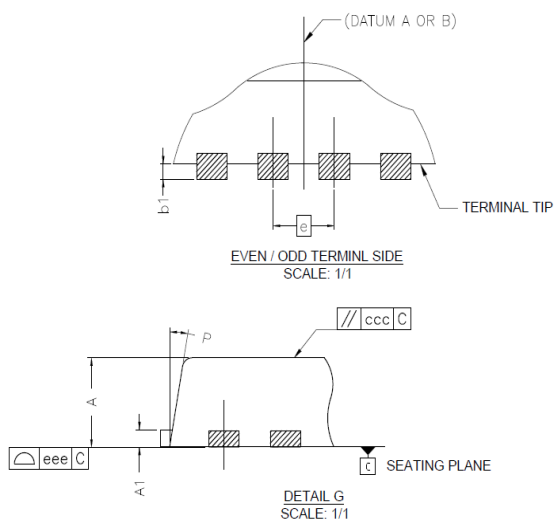 (DATUM A OR B)
b1
e
TERMINAL TIP
EVEN / ODD TERMINL SIDE
SCALE: 1/1
// ccc C
P
A
A1
eee C
C SEATING PLANE
DETAIL G
SCALE: 1/1